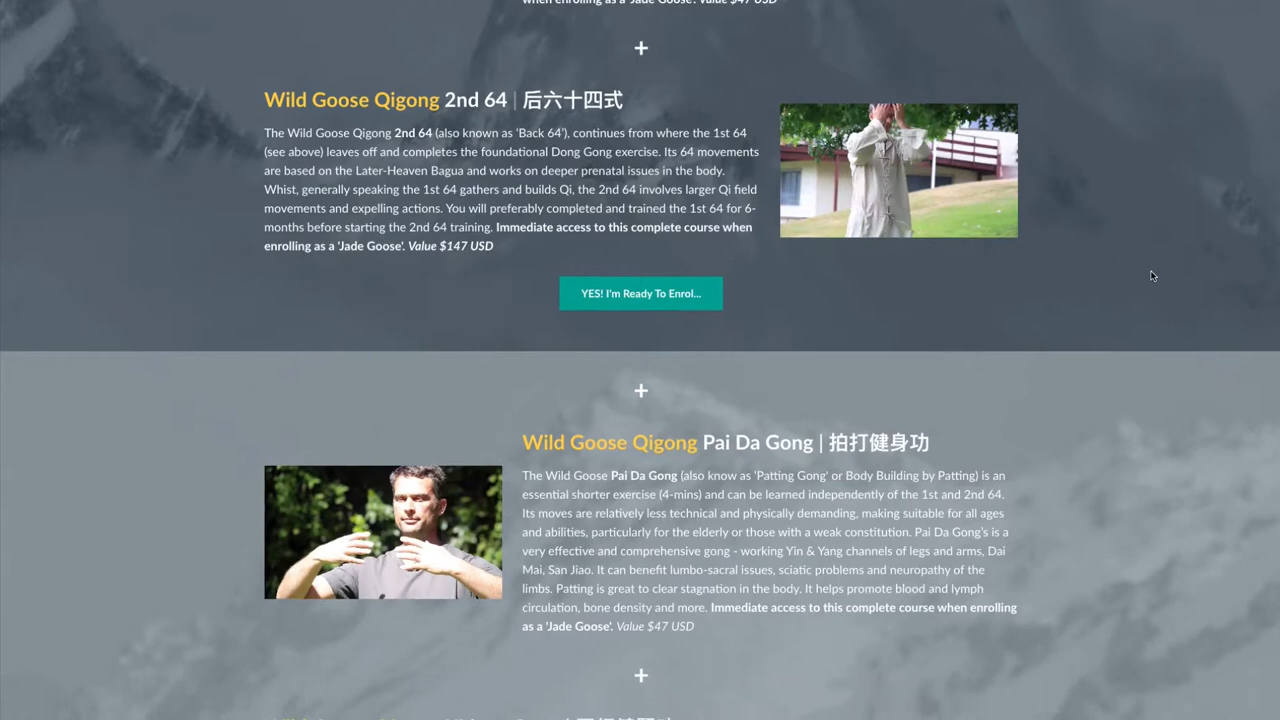 when enrolling as a 'Jade Goose'. Value $47 USD
+
Wild Goose Qigong 2nd 64 | 后六十四式
The Wild Goose Qigong 2nd 64 (also known as 'Back 64'), continues from where the 1st 64
(see above) leaves off and completes the foundational Dong Gong exercise. Its 64 movements
are based on the Later-Heaven Bagua and works on deeper prenatal issues in the body.
Whist, generally speaking the 1st 64 gathers and builds Qi, the 2nd 64 involves larger Qi field
movements and expelling actions. You will preferably completed and trained the 1st 64 for 6-
months before starting the 2nd 64 training. Immediate access to this complete course when
enrolling as a 'Jade Goose'. Value $147 USD
YES! I'm Ready To Enrol...
+
Wild Goose Qigong Pai Da Gong | 拍打健身功
The Wild Goose Pai Da Gong (also know as 'Patting Gong' or Body Building by Patting) is an
essential shorter exercise (4-mins) and can be learned independently of the 1st and 2nd 64.
Its moves are relatively less technical and physically demanding, making suitable for all ages
and abilities, particularly for the elderly or those with a weak constitution. Pai Da Gong's is a
very effective and comprehensive gong - working Yin & Yang channels of legs and arms, Dai
Mai, San Jiao. It can benefit lumbo-sacral issues, sciatic problems and neuropathy of the
limbs. Patting is great to clear stagnation in the body. It helps promote blood and lymph
circulation, bone density and more. Immediate access to this complete course when enrolling
as a 'Jade Goose'. Value $47 USD
+